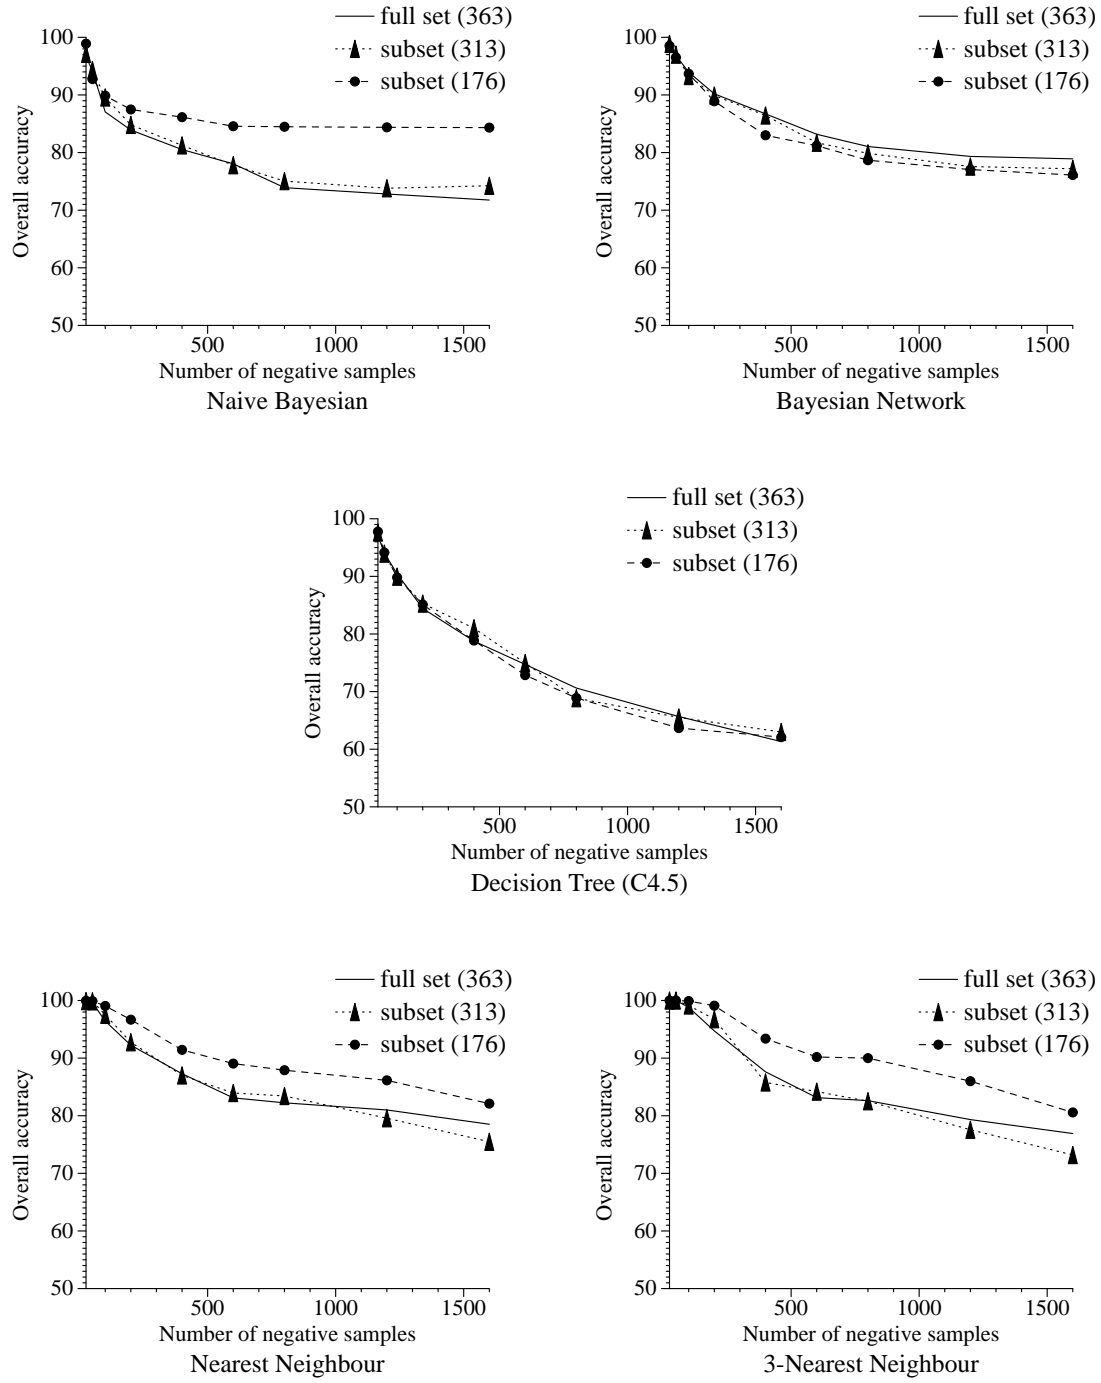 full set (363)
subset (313)
subset (176)
100
90
80
70
60
50
500
1000
1500
Overall accuracy
Number of negative samples
Naive Bayesian
full set (363)
subset (313)
subset (176)
100
90
80
70
60
50
500
1000
1500
Overall accuracy
Number of negative samples
Bayesian Network
full set (363)
subset (313)
subset (176)
100
90
80
70
60
50
500
1000
1500
Overall accuracy
Number of negative samples
Decision Tree (C4.5)
full set (363)
subset (313)
subset (176)
100
90
80
70
60
50
500
1000
1500
Overall accuracy
Number of negative samples
Nearest Neighbour
full set (363)
subset (313)
subset (176)
100
90
80
70
60
50
500
1000
1500
Overall accuracy
Number of negative samples
3-Nearest Neighbour